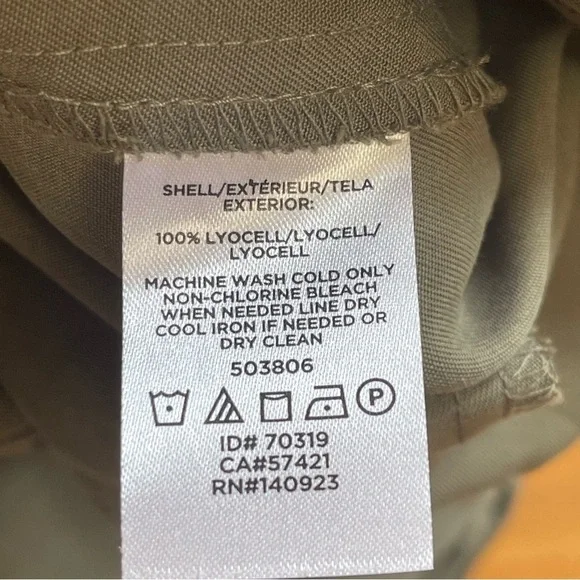 SHELL/EXTÉRIEUR/TELA
EXTERIOR:
100% LYOCELL/LYOCELL/
LYOCELL
MACHINE WASH COLD ONLY
NON-CHLORINE BLEACH
WHEN NEEDED LINE DRY
COOL IRON IF NEEDED OR
DRY CLEAN
503806
P
ID# 70319
CA#57421
RN#140923